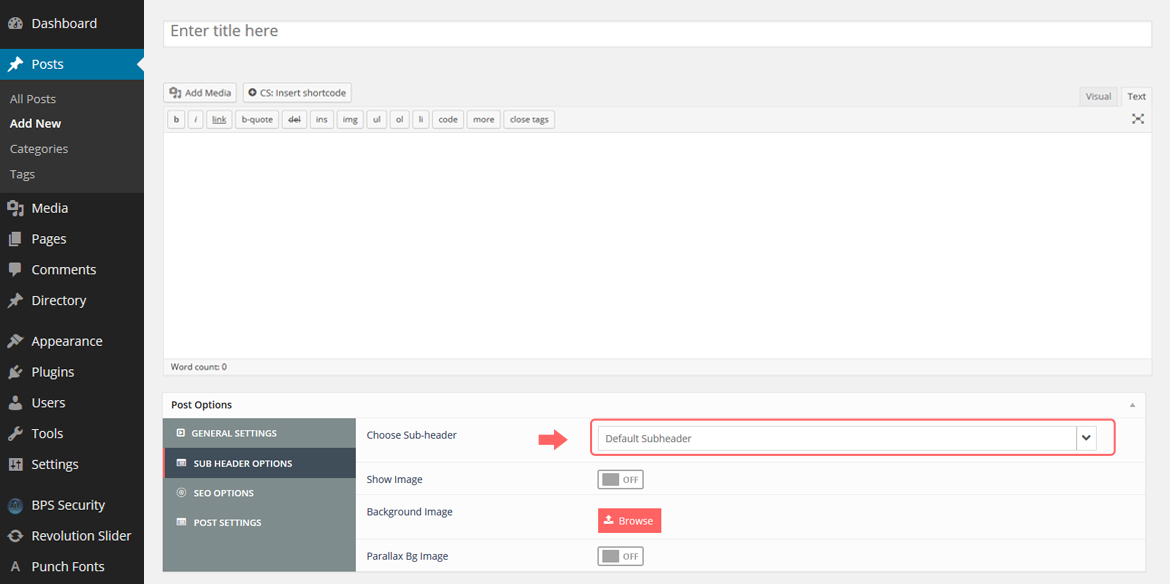 Dashboard
Posts
All Posts
Add New
Categories
Tags
Media
Pages
Comments
Directory
Appearance
Plugins
Users
Tools
Settings
BPS Security
Revolution Slider
Punch Fonts
Enter title here
Add Media CS: Insert shortcode
Visual Text
b i link b-quote del ins img ul ol li code more close tags
Word count: 0
Post Options
GENERAL SETTINGS
SUB HEADER OPTIONS
SEO OPTIONS
POST SETTINGS
Choose Sub-header Default Subheader
Show Image OFF
Background Image Browse
Parallax Bg Image OFF